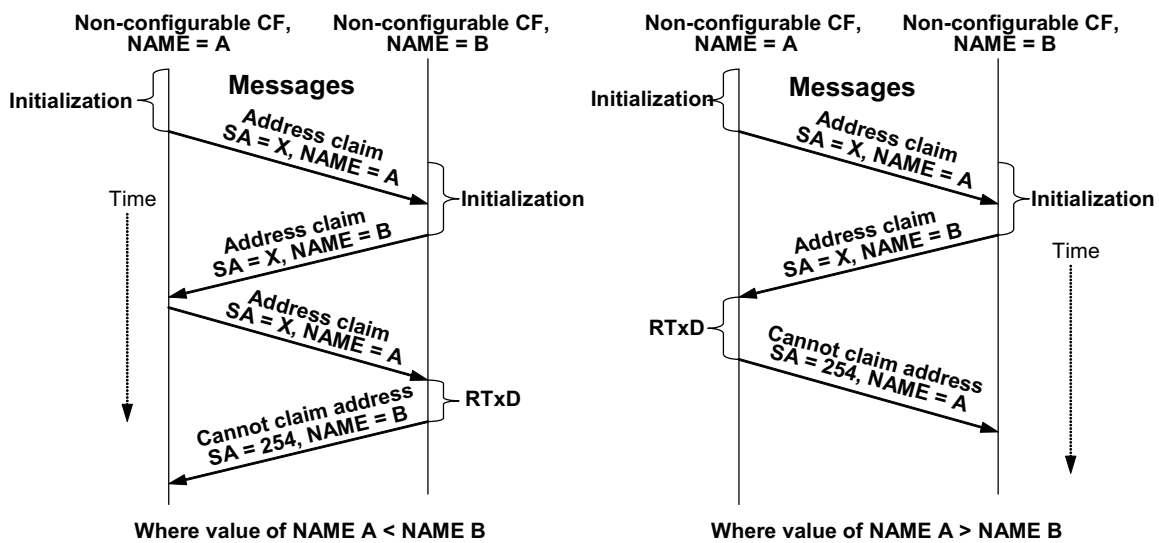 Non-configurable CF,
NAME = A
Non-configurable CF,
NAME = B
Initialization
Messages
Address claim
SA = X, NAME = A
Time
Initialization
Address claim
SA = X, NAME = B
Address claim
SA = X, NAME = A
RTxD
Cannot claim address
SA = 254, NAME = B
Where value of NAME A < NAME B
Non-configurable CF,
NAME = A
Non-configurable CF,
NAME = B
Initialization
Messages
Address claim
SA = X, NAME = A
Initialization
Address claim
SA = X, NAME = B
Time
RTxD
Cannot claim address
SA = 254, NAME = A
Where value of NAME A > NAME B